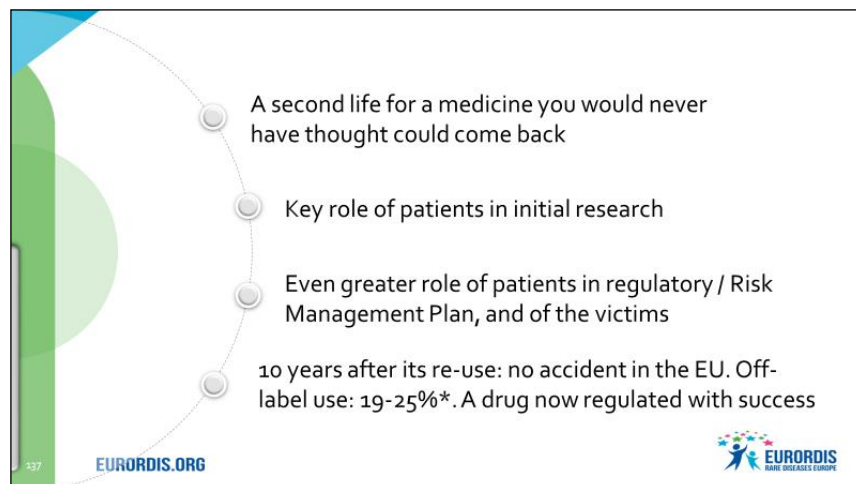 A second life for a medicine you would never
have thought could come back
Key role of patients in initial research
Even greater role of patients in regulatory / Risk
Management Plan, and of the victims
10 years after its re-use: no accident in the EU. Off-
label use: 19-25%*. A drug now regulated with success
137
EURORDIS.ORG
EURORDIS
RARE DISEASES EUROPE